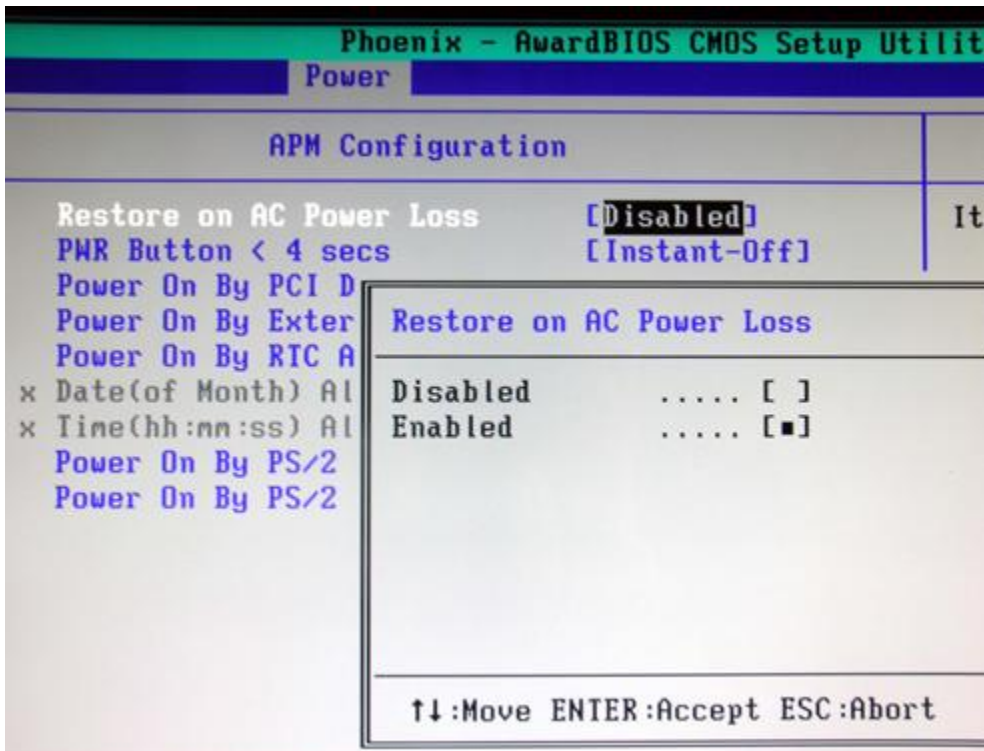 Phoenix - AwardBIOS CMOS Setup Utilit
Power
APM Configuration
Restore on AC Power Loss [Disabled] It
PWR Button < 4 secs [Instant-Off]
Power On By PCI D
Power On By Exter
Power On By RTC A
x Date(of Month) Al
x Time(hh:mm:ss) Al
Power On By PS/2
Power On By PS/2
Restore on AC Power Loss
Disabled ..... [ ]
Enabled ..... [▪]
↑↓:Move ENTER:Accept ESC:Abort